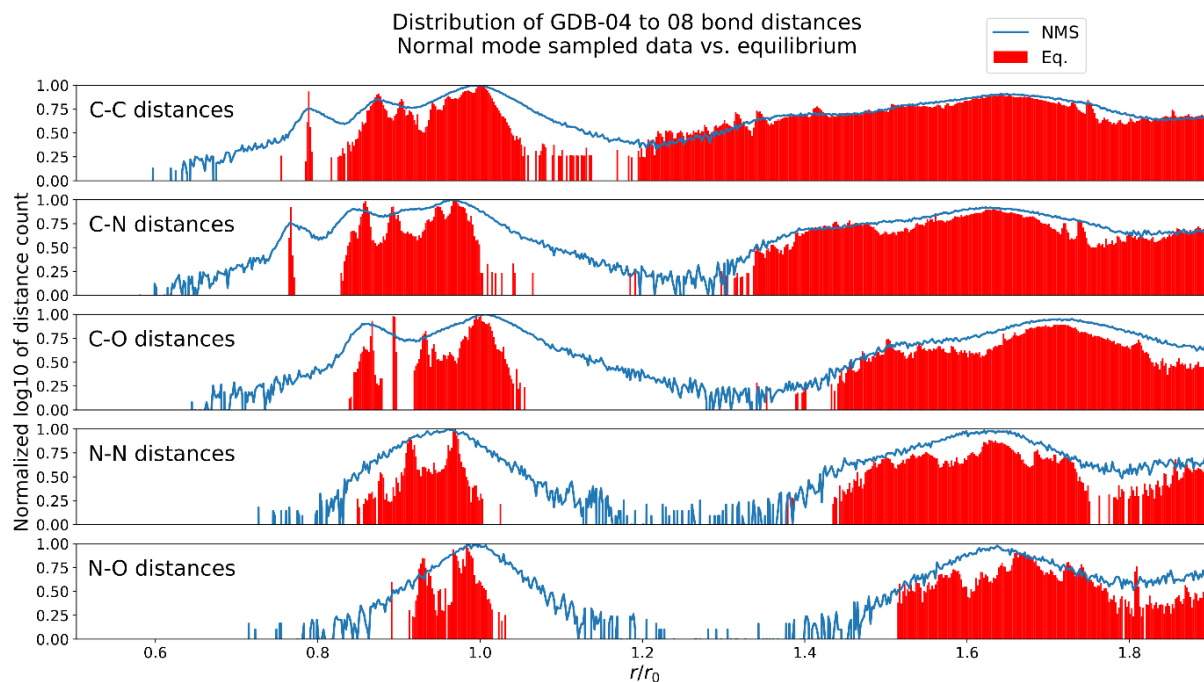 Distribution of GDB-04 to 08 bond distances
Normal mode sampled data vs. equilibrium
NMS
Eq.
Normalized log10 of distance count
1.00
0.75
0.50
0.25
0.00
C-C distances
1.00
0.75
0.50
0.25
0.00
C-N distances
1.00
0.75
0.50
0.25
0.00
C-O distances
1.00
0.75
0.50
0.25
0.00
N-N distances
1.00
0.75
0.50
0.25
0.00
N-O distances
0.6 0.8 1.0 1.2 1.4 1.6 1.8
r/r₀